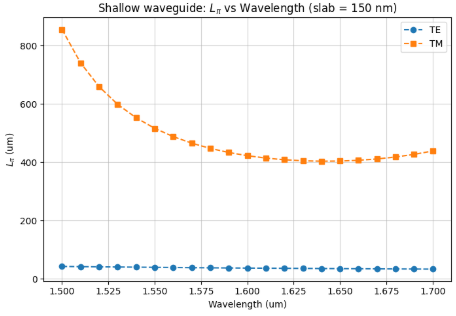 Shallow waveguide: Lπ vs Wavelength (slab = 150 nm)
TE
TM
Lπ (um)
800
600
400
200
0
1.500 1.525 1.550 1.575 1.600 1.625 1.650 1.675 1.700
Wavelength (um)